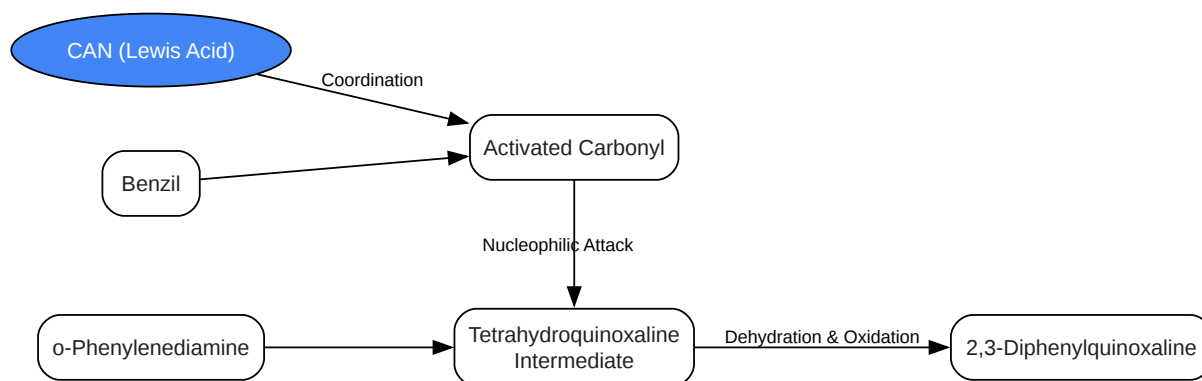 CAN (Lewis Acid)
Coordination
Activated Carbonyl
Benzil
Nucleophilic Attack
o-Phenylenediamine
Tetrahydroquinoxaline
Intermediate
Dehydration & Oxidation
2,3-Diphenylquinoxaline